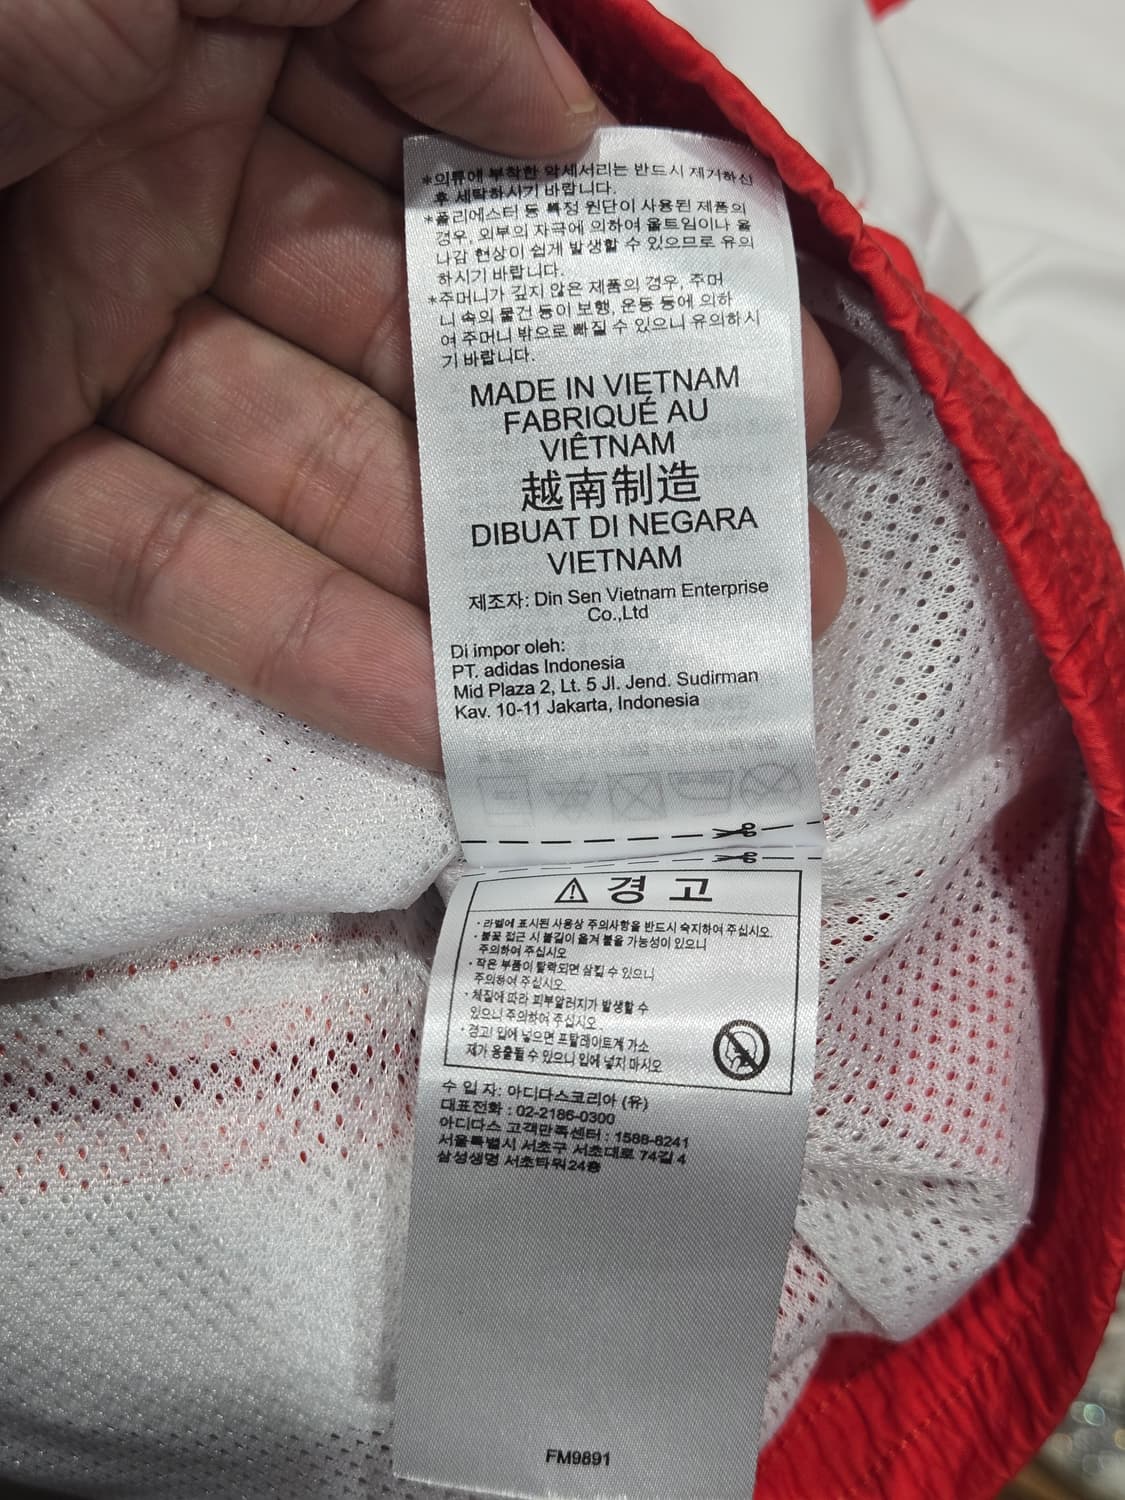 *의류에 부착한 악세서리는 반드시 제거하신
후 세탁하시기 바랍니다.
*폴리에스터 등 특정 원단이 사용된 제품의
경우, 외부의 자극에 의하여 올트임이나 올
나감 현상이 쉽게 발생할 수 있으므로 유의
하시기 바랍니다.
*주머니가 깊지 않은 제품의 경우, 주머
니 속의 물건 등이 보행, 운동 등에 의하
여 주머니 밖으로 빠질 수 있으니 유의하시
기 바랍니다.
MADE IN VIETNAM
FABRIQUÉ AU
VIÊTNAM
越南制造
DIBUAT DI NEGARA
VIETNAM
제조자: Din Sen Vietnam Enterprise
Co.,Ltd
Di impor oleh:
PT. adidas Indonesia
Mid Plaza 2, Lt. 5 Jl. Jend. Sudirman
Kav. 10-11 Jakarta, Indonesia
경고
· 라벨에 표시된 사용상 주의사항을 반드시 숙지하여 주십시오.
· 불꽃 접근 시 불길이 옮겨 붙을 가능성이 있으니
주의하여 주십시오
· 작은 부품이 탈락되면 삼킬 수 있으니
주의하여 주십시오.
· 체질에 따라 피부알러지가 발생할 수
있으니 주의하여 주십시오.
· 경고! 입에 넣으면 프탈레이트계 가소
제가 용출될 수 있으니 입에 넣지 마시오
수 입 자: 아디다스코리아 (유)
대표전화 : 02-2186-0300
아디다스 고객만족센터 : 1588-8241
서울특별시 서초구 서초대로 74길 4
삼성생명 서초타워24층
FM9891